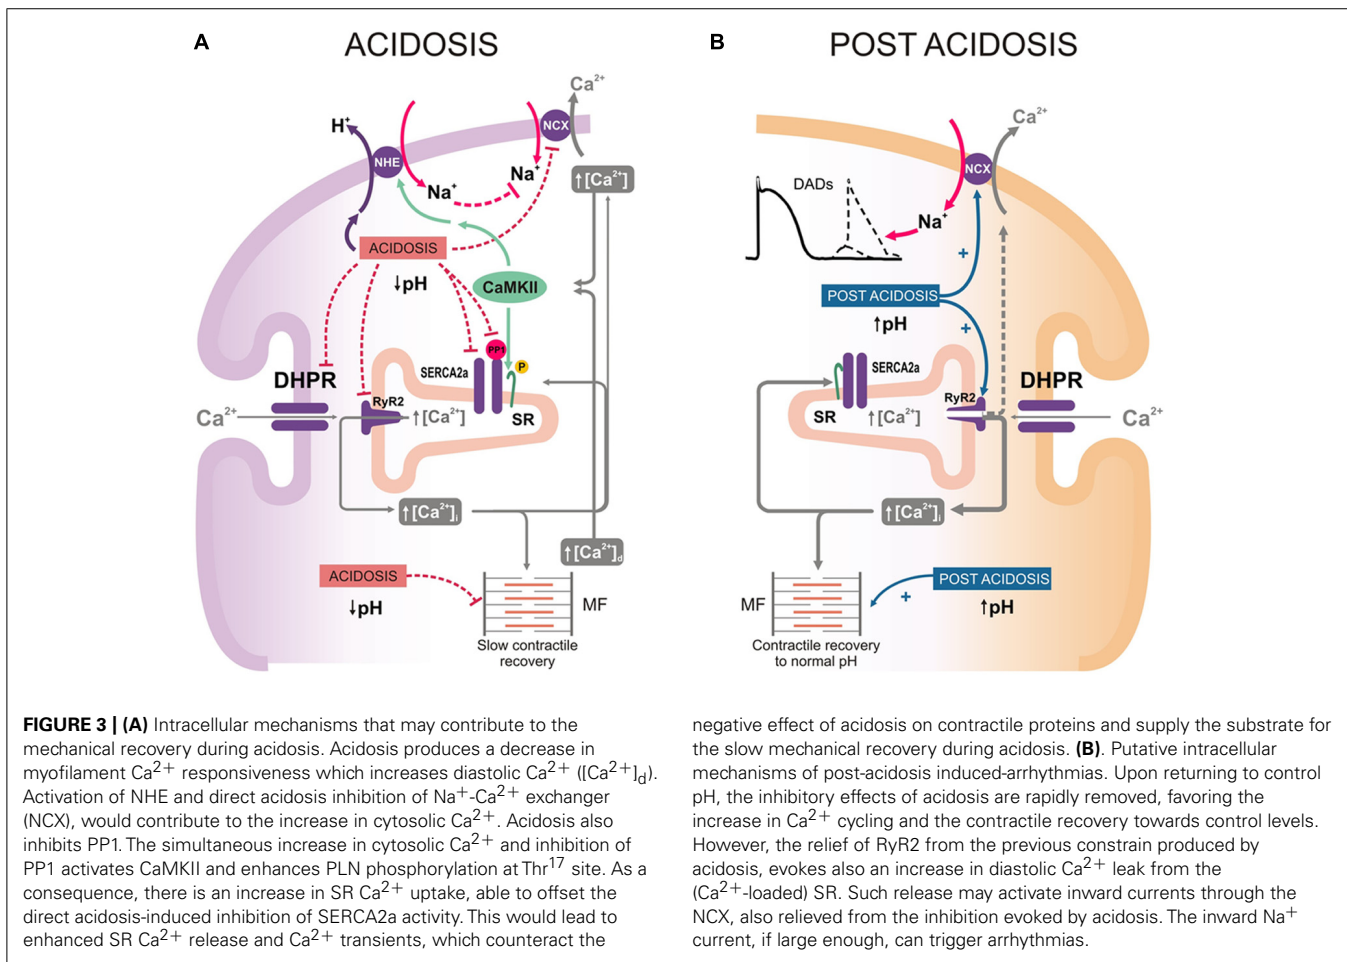 A
ACIDOSIS
Ca²⁺
H⁺
NCX
NHE
Na⁺
Na⁺
↑[Ca²⁺]
ACIDOSIS
↓pH
CaMKII
PP1
P
SERCA2a
DHPR
RyR2
Ca²⁺
↑[Ca²⁺]
SR
↑[Ca²⁺]i
↑[Ca²⁺]d
ACIDOSIS
↓pH
MF
Slow contractile
recovery
B
POST ACIDOSIS
Ca²⁺
NCX
DADs
Na⁺
+
POST ACIDOSIS
↑pH
+
SERCA2a
DHPR
RyR2
SR
↑[Ca²⁺]
Ca²⁺
↑[Ca²⁺]i
POST ACIDOSIS
+
↑pH
MF
Contractile recovery
to normal pH
FIGURE 3 | (A) Intracellular mechanisms that may contribute to the
mechanical recovery during acidosis. Acidosis produces a decrease in
myofilament Ca²⁺ responsiveness which increases diastolic Ca²⁺ ([Ca²⁺]d).
Activation of NHE and direct acidosis inhibition of Na⁺-Ca²⁺ exchanger
(NCX), would contribute to the increase in cytosolic Ca²⁺. Acidosis also
inhibits PP1. The simultaneous increase in cytosolic Ca²⁺ and inhibition of
PP1 activates CaMKII and enhances PLN phosphorylation at Thr¹⁷ site. As a
consequence, there is an increase in SR Ca²⁺ uptake, able to offset the
direct acidosis-induced inhibition of SERCA2a activity. This would lead to
enhanced SR Ca²⁺ release and Ca²⁺ transients, which counteract the
negative effect of acidosis on contractile proteins and supply the substrate for
the slow mechanical recovery during acidosis. (B). Putative intracellular
mechanisms of post-acidosis induced-arrhythmias. Upon returning to control
pH, the inhibitory effects of acidosis are rapidly removed, favoring the
increase in Ca²⁺ cycling and the contractile recovery towards control levels.
However, the relief of RyR2 from the previous constrain produced by
acidosis, evokes also an increase in diastolic Ca²⁺ leak from the
(Ca²⁺-loaded) SR. Such release may activate inward currents through the
NCX, also relieved from the inhibition evoked by acidosis. The inward Na⁺
current, if large enough, can trigger arrhythmias.